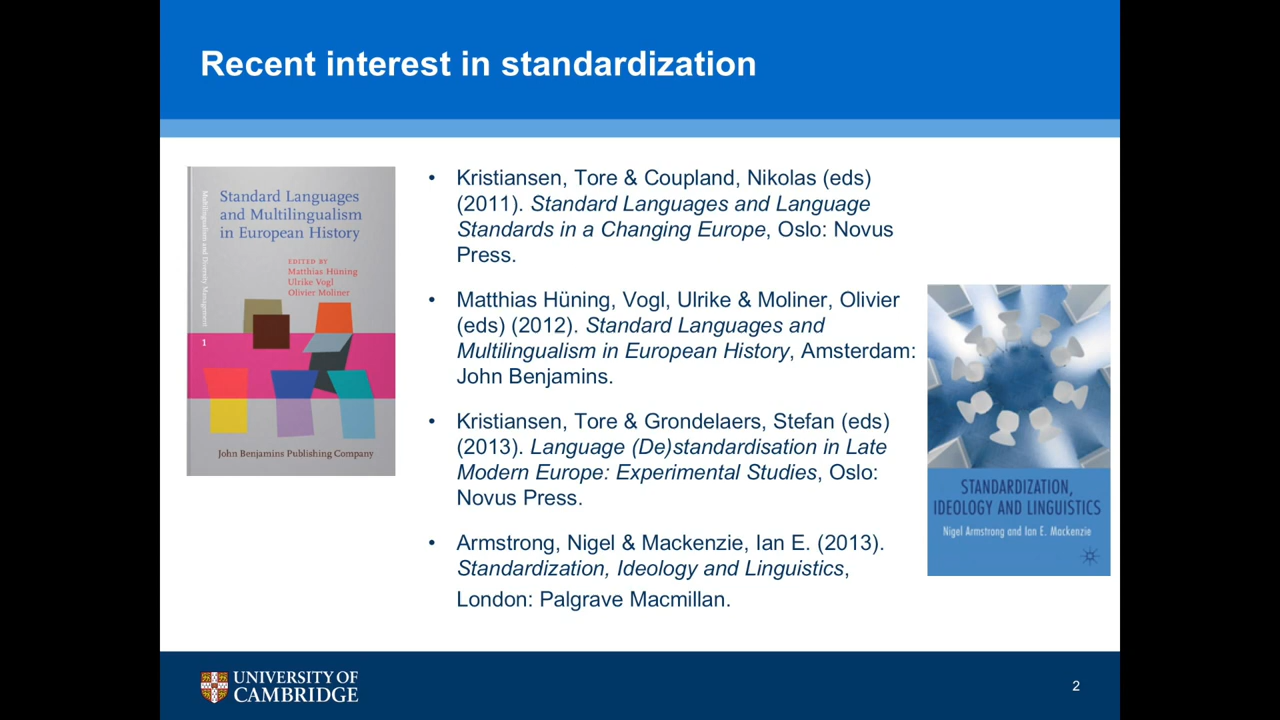 Recent interest in standardization
Standard Languages
and Multilingualism
in European History
EDITED BY
Matthias Hüning
Ulrike Vogl
Olivier Moliner
Multilingualism and Diversity Management
1
John Benjamins Publishing Company
• Kristiansen, Tore & Coupland, Nikolas (eds)
(2011). Standard Languages and Language
Standards in a Changing Europe, Oslo: Novus
Press.
• Matthias Hüning, Vogl, Ulrike & Moliner, Olivier
(eds) (2012). Standard Languages and
Multilingualism in European History, Amsterdam:
John Benjamins.
• Kristiansen, Tore & Grondelaers, Stefan (eds)
(2013). Language (De)standardisation in Late
Modern Europe: Experimental Studies, Oslo:
Novus Press.
• Armstrong, Nigel & Mackenzie, Ian E. (2013).
Standardization, Ideology and Linguistics,
London: Palgrave Macmillan.
STANDARDIZATION,
IDEOLOGY AND LINGUISTICS
Nigel Armstrong and Ian E. Mackenzie
UNIVERSITY OF
CAMBRIDGE
2